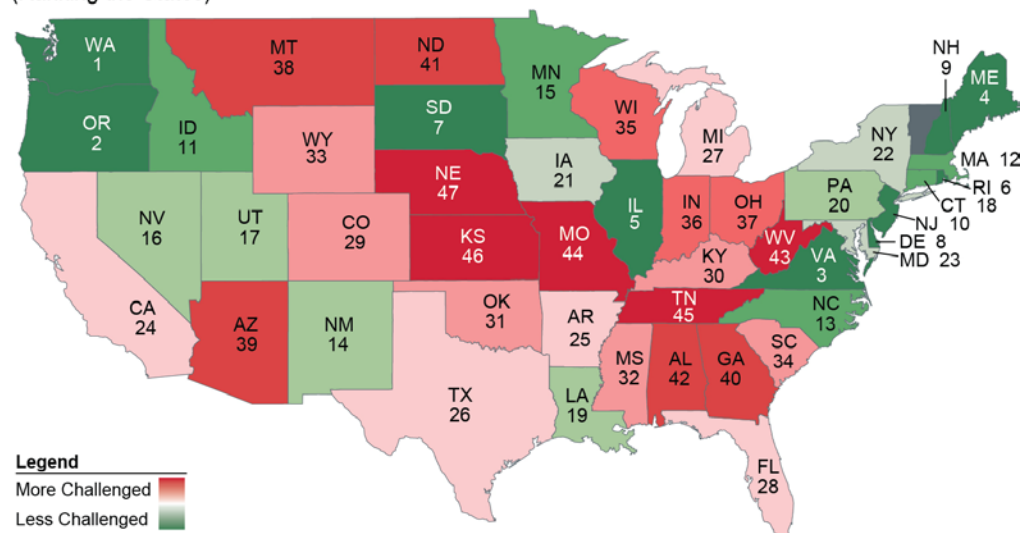 WA
1
MT
38
ND
41
MN
15
NH
9
ME
4
OR
2
ID
11
WY
33
SD
7
WI
35
MI
27
NY
22
MA 12
RI 6
CT 18
NJ 10
DE 8
MD 23
NV
16
UT
17
CO
29
NE
47
IA
21
IL
5
IN
36
OH
37
PA
20
KS
46
MO
44
KY
30
WV
43
VA
3
CA
24
AZ
39
NM
14
OK
31
AR
25
TN
45
NC
13
TX
26
LA
19
MS
32
AL
42
GA
40
SC
34
FL
28
Legend
More Challenged
Less Challenged